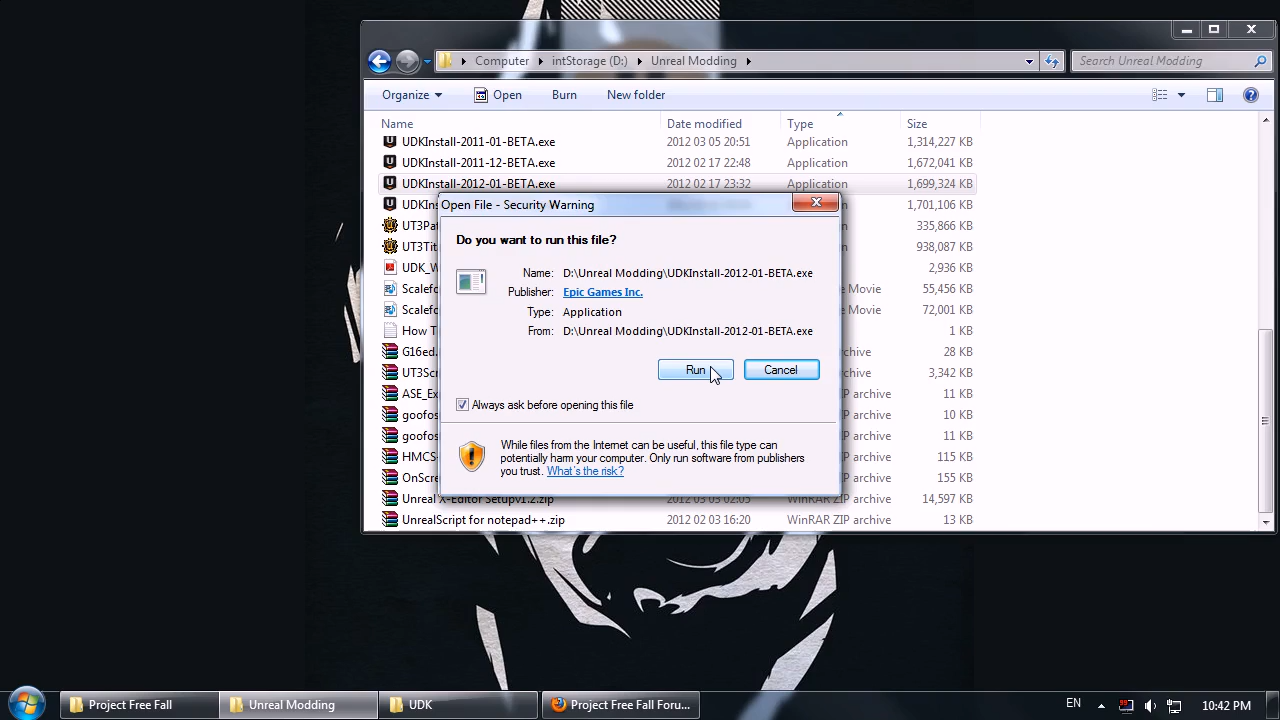 Computer intStorage (D:) Unreal Modding Search Unreal Modding
Organize Open Burn New folder
Name Date modified Type Size
UDKInstall-2011-01-BETA.exe 2012 03 05 20:51 Application 1,314,227 KB
UDKInstall-2011-12-BETA.exe 2012 02 17 22:48 Application 1,672,041 KB
UDKInstall-2012-01-BETA.exe 2012 02 17 23:32 Application 1,699,324 KB
UDKIns 1,701,106 KB
UT3Pa 335,866 KB
UT3Tit 938,087 KB
UDK_W 2,936 KB
Scalefo e Movie 55,456 KB
Scalefo e Movie 72,001 KB
How T 1 KB
G16ed. chive 28 KB
UT3Scr chive 3,342 KB
ASE_Ex P archive 11 KB
goofos P archive 10 KB
goofos P archive 11 KB
HMCS- P archive 115 KB
OnScre P archive 155 KB
Unreal X-Editor Setupv1.2.zip 2012 03 03 02:05 WinRAR ZIP archive 14,597 KB
UnrealScript for notepad++.zip 2012 02 03 16:20 WinRAR ZIP archive 13 KB
Open File - Security Warning
Do you want to run this file?
Name: D:\Unreal Modding\UDKInstall-2012-01-BETA.exe
Publisher: Epic Games Inc.
Type: Application
From: D:\Unreal Modding\UDKInstall-2012-01-BETA.exe
Run Cancel
Always ask before opening this file
While files from the Internet can be useful, this file type can
potentially harm your computer. Only run software from publishers
you trust. What's the risk?
Project Free Fall Unreal Modding UDK Project Free Fall Foru... EN 10:42 PM